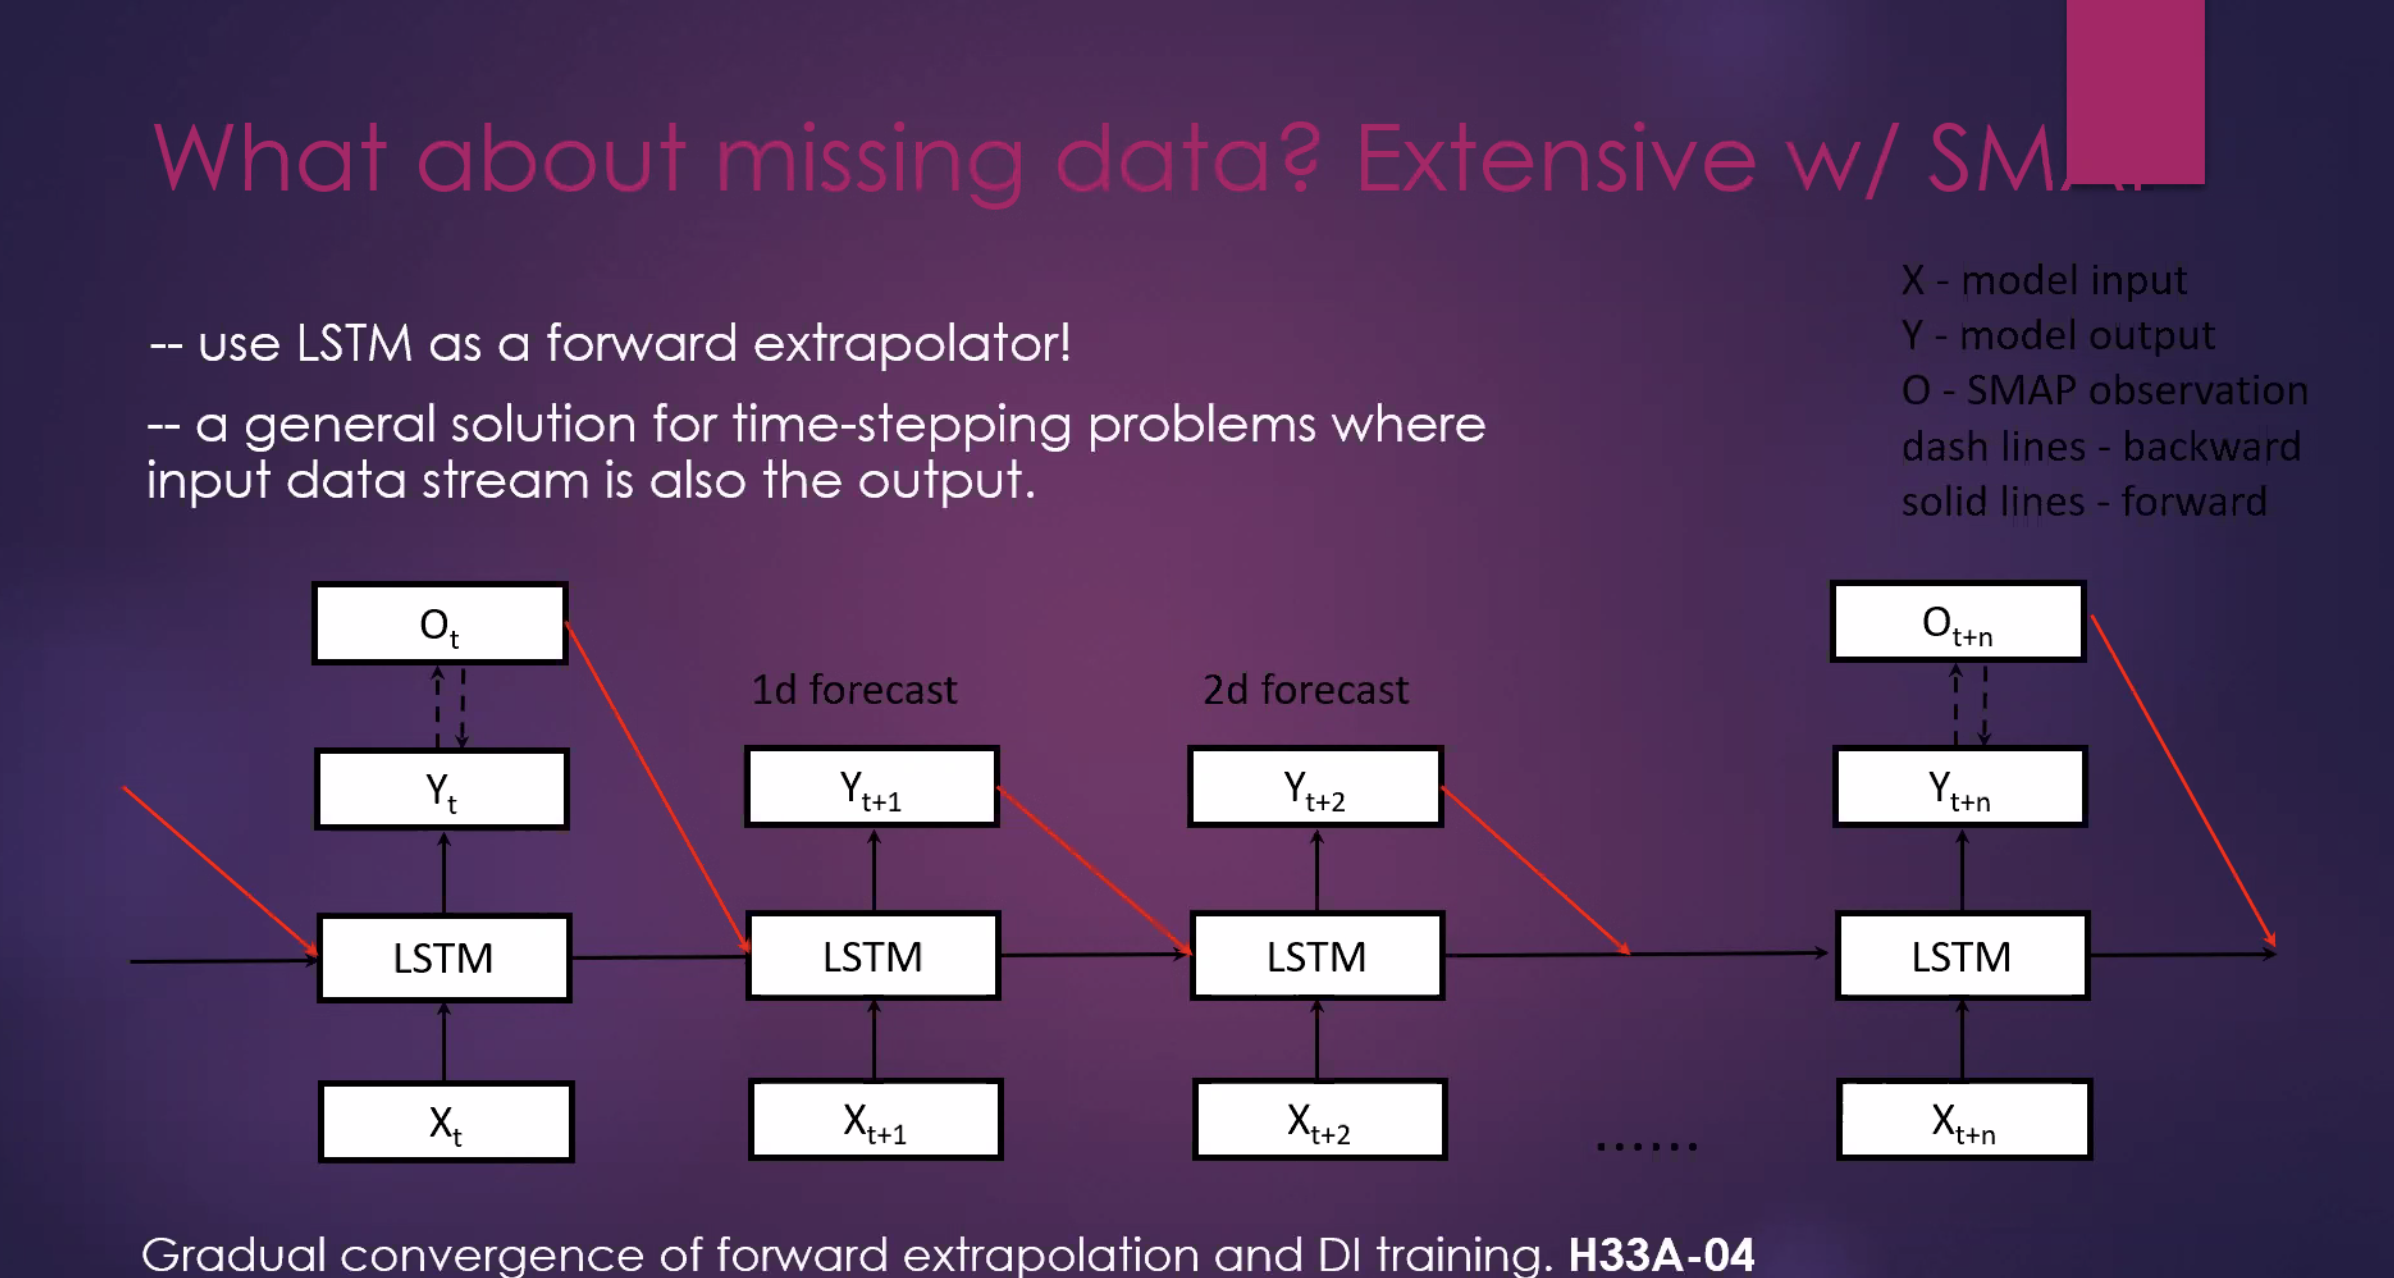 What about missing data? Extensive w/ SMAP
X - model input
Y - model output
O - SMAP observation
dash lines - backward
solid lines - forward
-- use LSTM as a forward extrapolator!
-- a general solution for time-stepping problems where
input data stream is also the output.
O_t
O_{t+n}
1d forecast
2d forecast
Y_t
Y_{t+1}
Y_{t+2}
Y_{t+n}
LSTM
LSTM
LSTM
LSTM
X_t
X_{t+1}
X_{t+2}
......
X_{t+n}
Gradual convergence of forward extrapolation and DI training. H33A-04